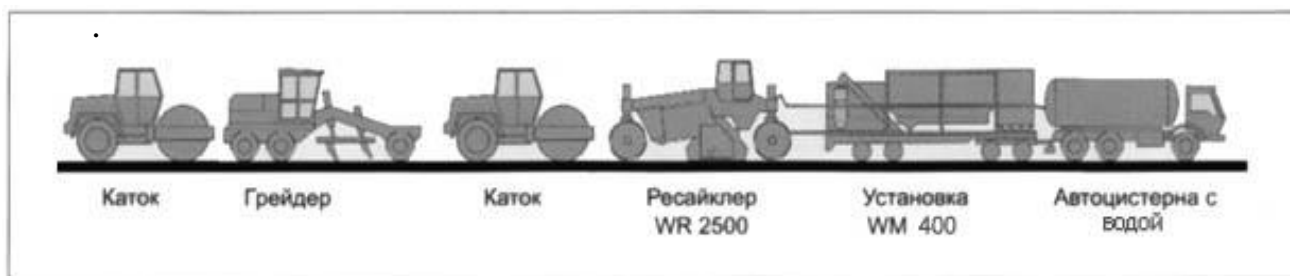 Каток
Грейдер
Каток
Ресайклер
WR 2500
Установка
WM 400
Автоцистерна с
водой